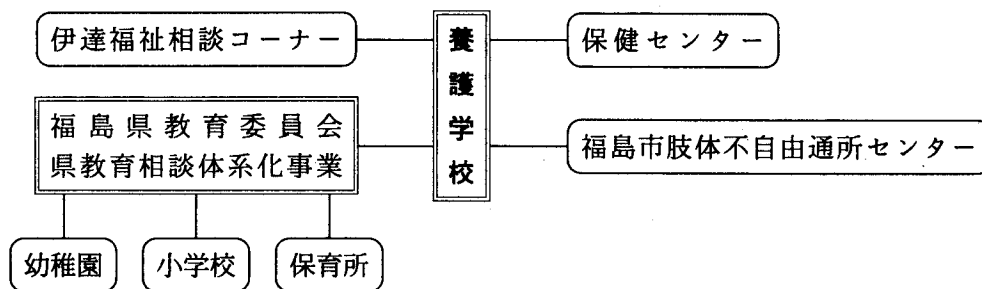 伊達福祉相談コーナー
養護学校
保健センター
福島県教育委員会
県教育相談体系化事業
福島市肢体不自由通所センター
幼稚園
小学校
保育所